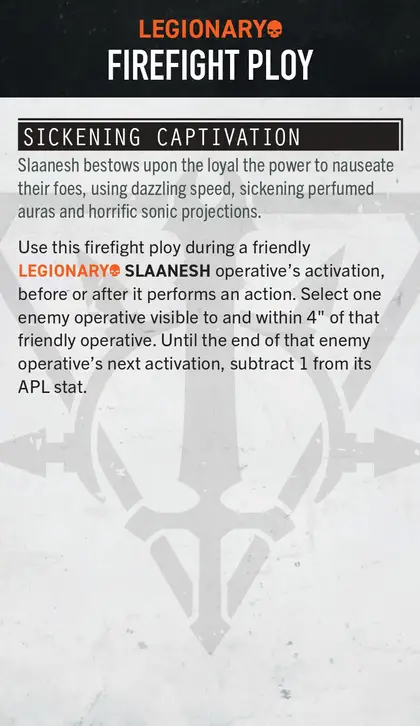 LEGIONARY
FIREFIGHT PLOY
SICKENING CAPTIVATION
Slaanesh bestows upon the loyal the power to nauseate
their foes, using dazzling speed, sickening perfumed
auras and horrific sonic projections.
Use this firefight ploy during a friendly
LEGIONARY SLAANESH operative’s activation,
before or after it performs an action. Select one
enemy operative visible to and within 4" of that
friendly operative. Until the end of that enemy
operative’s next activation, subtract 1 from its
APL stat.